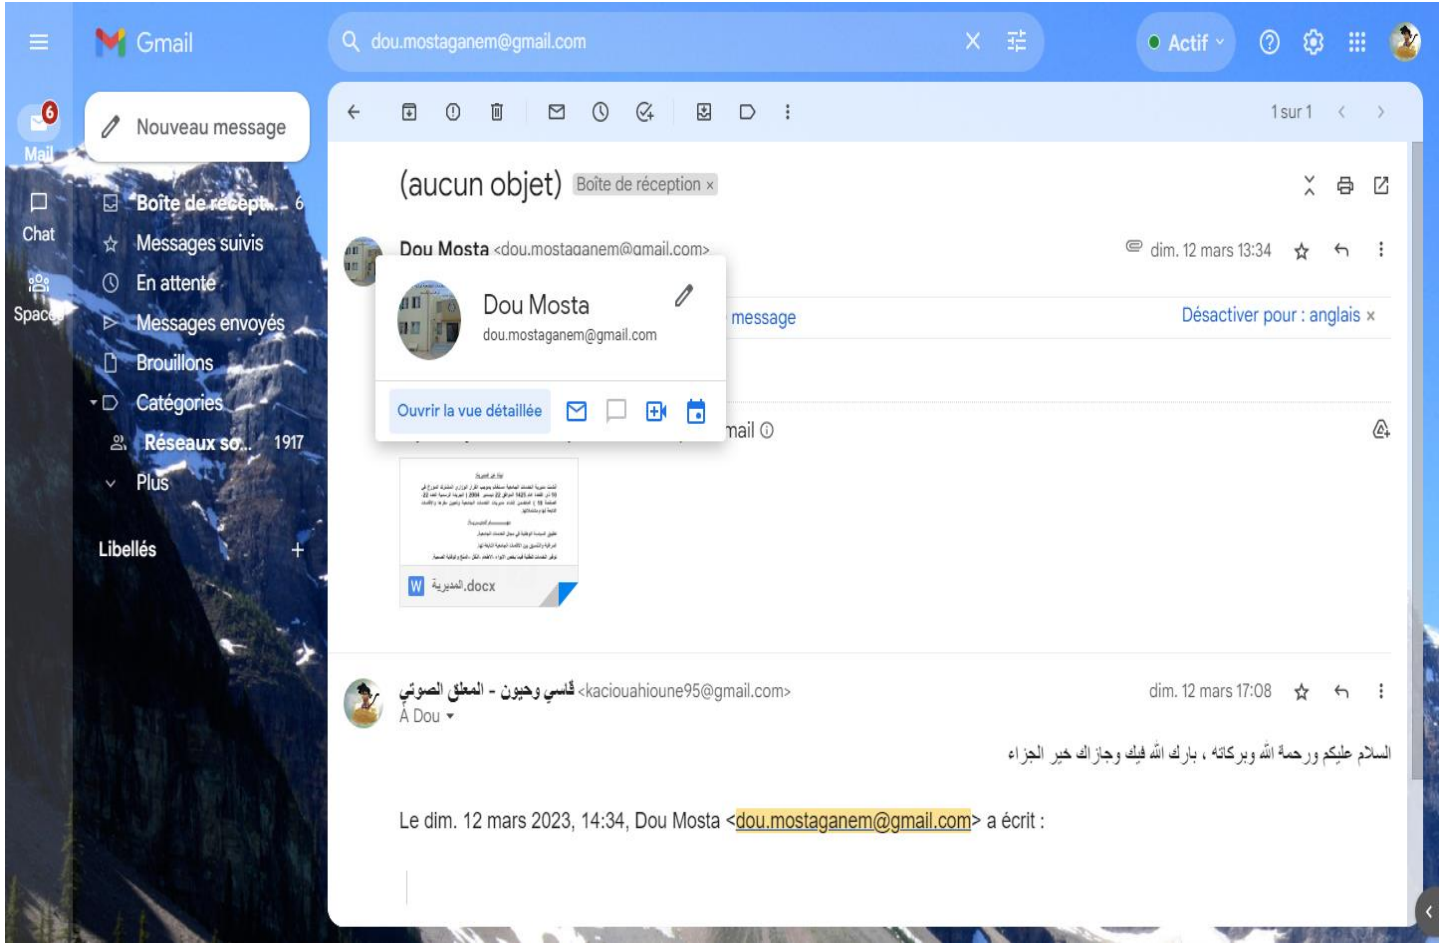 Gmail
dou.mostaganem@gmail.com
Actif
6
Mail
Nouveau message
1 sur 1
Chat
Spaces
Boîte de récept... 6
Messages suivis
En attente
Messages envoyés
Brouillons
Catégories
Réseaux so... 1917
Plus
Libellés
(aucun objet) Boîte de réception ×
Dou Mosta <dou.mostaganem@gmail.com>
dim. 12 mars 13:34
Dou Mosta
dou.mostaganem@gmail.com
message
Désactiver pour : anglais ×
Ouvrir la vue détaillée
mail
W المديرية.docx
قاسي وحيون - المعلق الصوتي <kaciouahioune95@gmail.com>
dim. 12 mars 17:08
À Dou
السلام عليكم ورحمة الله وبركاته ، بارك الله فيك وجازاك خير الجزاء
Le dim. 12 mars 2023, 14:34, Dou Mosta <dou.mostaganem@gmail.com> a écrit :